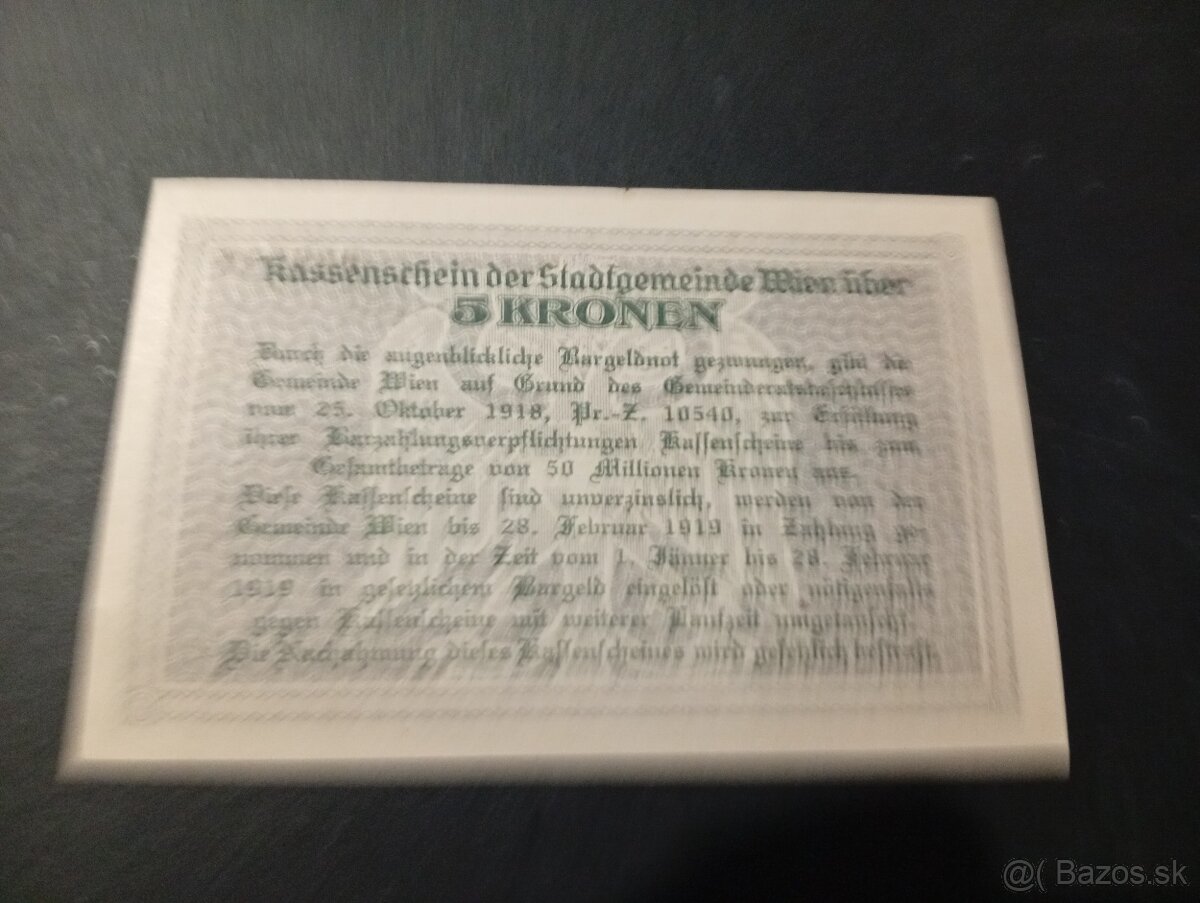 Kassenschein der Stadtgemeinde Wien über
5 KRONEN
Durch die augenblickliche Bargeldnot gezwungen, gibt die
Gemeinde Wien auf Grund des Gemeinderatsbeschlusses
vom 25. Oktober 1918, Pr.-Z. 10540, zur Erfüllung
ihrer Barzahlungsverpflichtungen Kassenscheine bis zum
Gesamtbetrage von 50 Millionen Kronen aus.
Diese Kassenscheine sind unverzinslich, werden von der
Gemeinde Wien bis 28. Februar 1919 in Zahlung ge-
nommen und in der Zeit vom 1. Jänner bis 28. Februar
1919 in gesetzlichem Bargeld eingelöst oder nötigenfalls
gegen Kassenscheine mit weiterer Laufzeit umgetauscht.
Die Nachahmung dieses Kassenscheines wird gesetzlich bestraft.
@( Bazos.sk